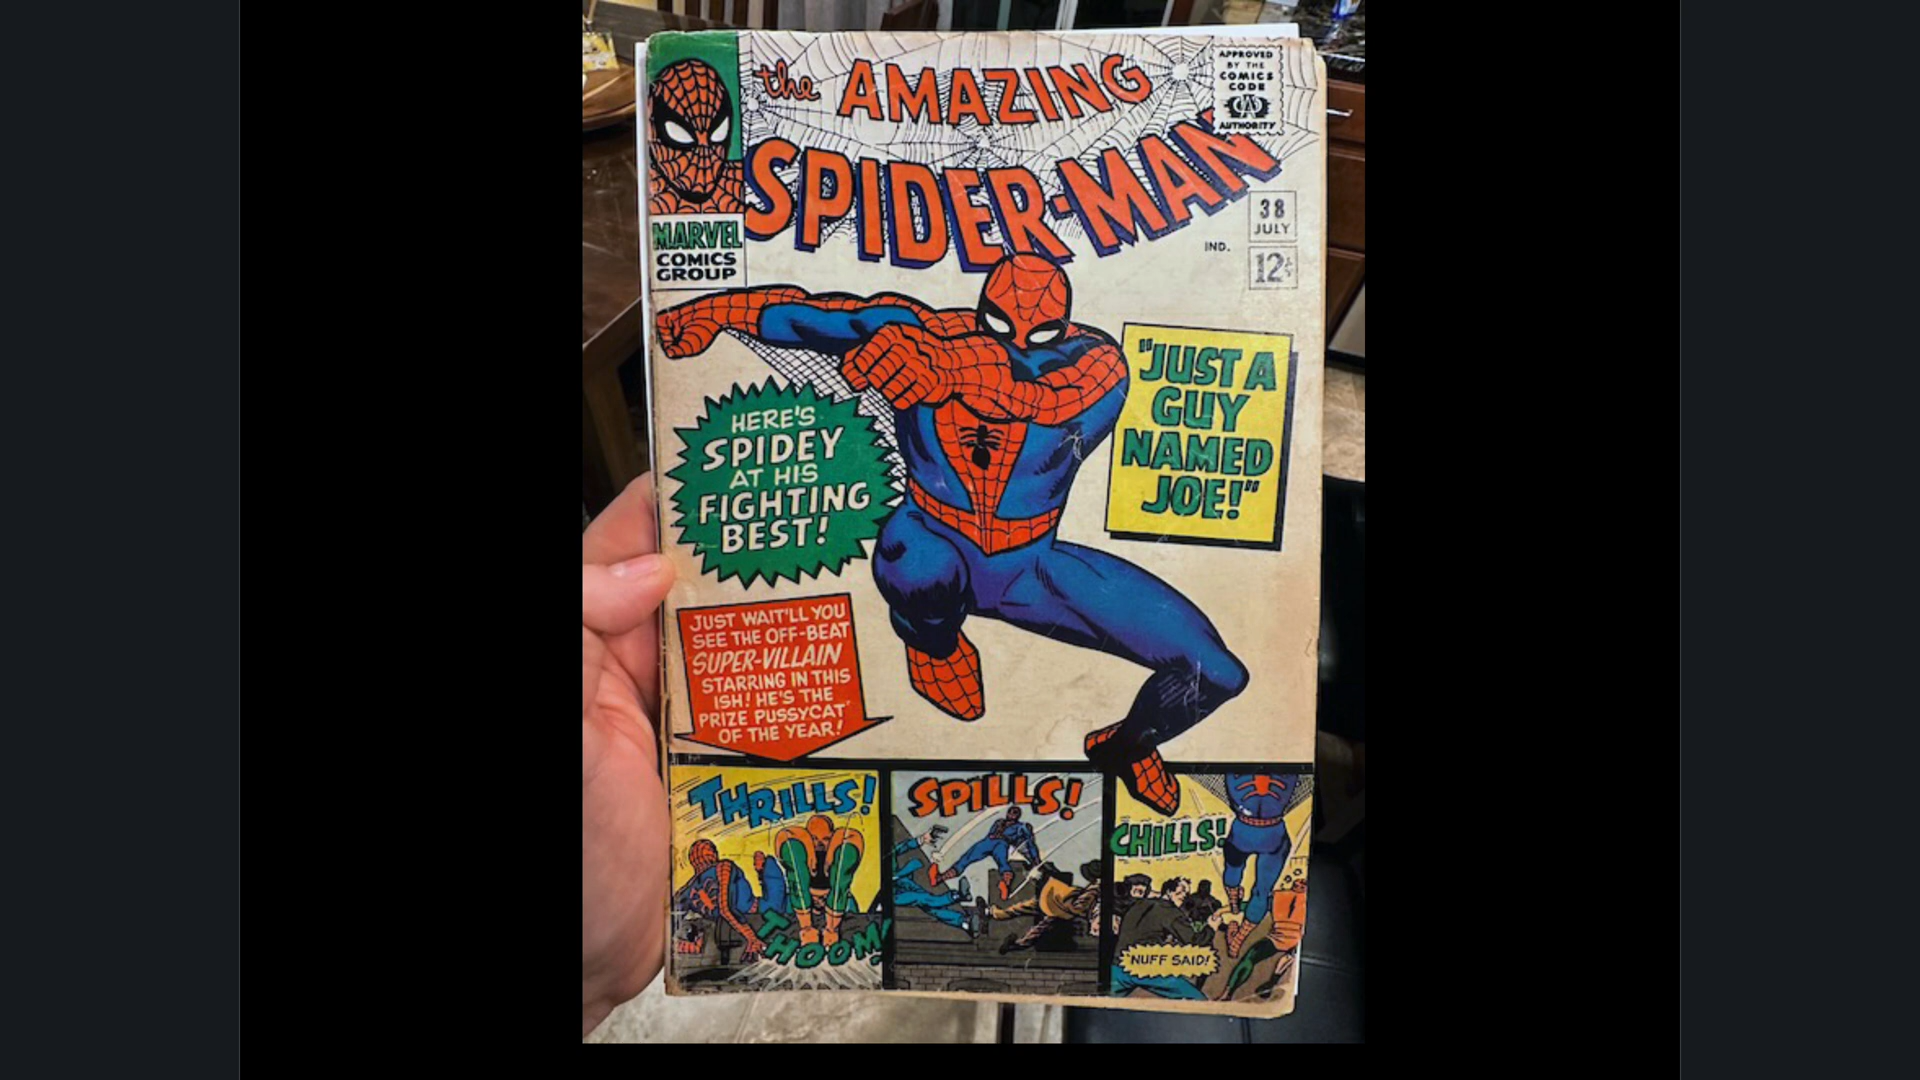 the AMAZING
SPIDER-MAN
APPROVED
BY THE
COMICS
CODE
CA
AUTHORITY
MARVEL
COMICS
GROUP
38
JULY
IND.
12¢
"JUST A
GUY
NAMED
JOE!"
HERE'S
SPIDEY
AT HIS
FIGHTING
BEST!
JUST WAIT'LL YOU
SEE THE OFF-BEAT
SUPER-VILLAIN
STARRING IN THIS
ISH! HE'S THE
PRIZE PUSSYCAT
OF THE YEAR!
THRILLS!
THOOM!
SPILLS!
CHILLS!
'NUFF SAID!